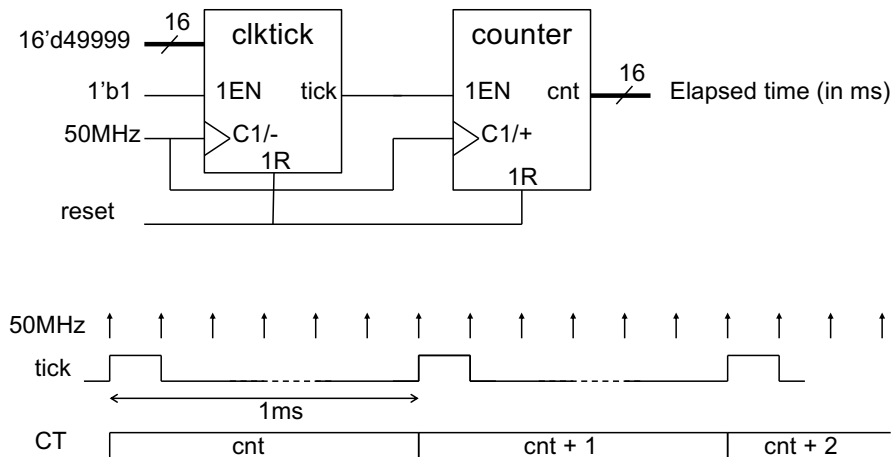 16'd49999
16
clktick
counter
16
1'b1
1EN
tick
1EN
cnt
Elapsed time (in ms)
50MHz
C1/-
C1/+
1R
1R
reset
50MHz
tick
1ms
CT
cnt
cnt + 1
cnt + 2